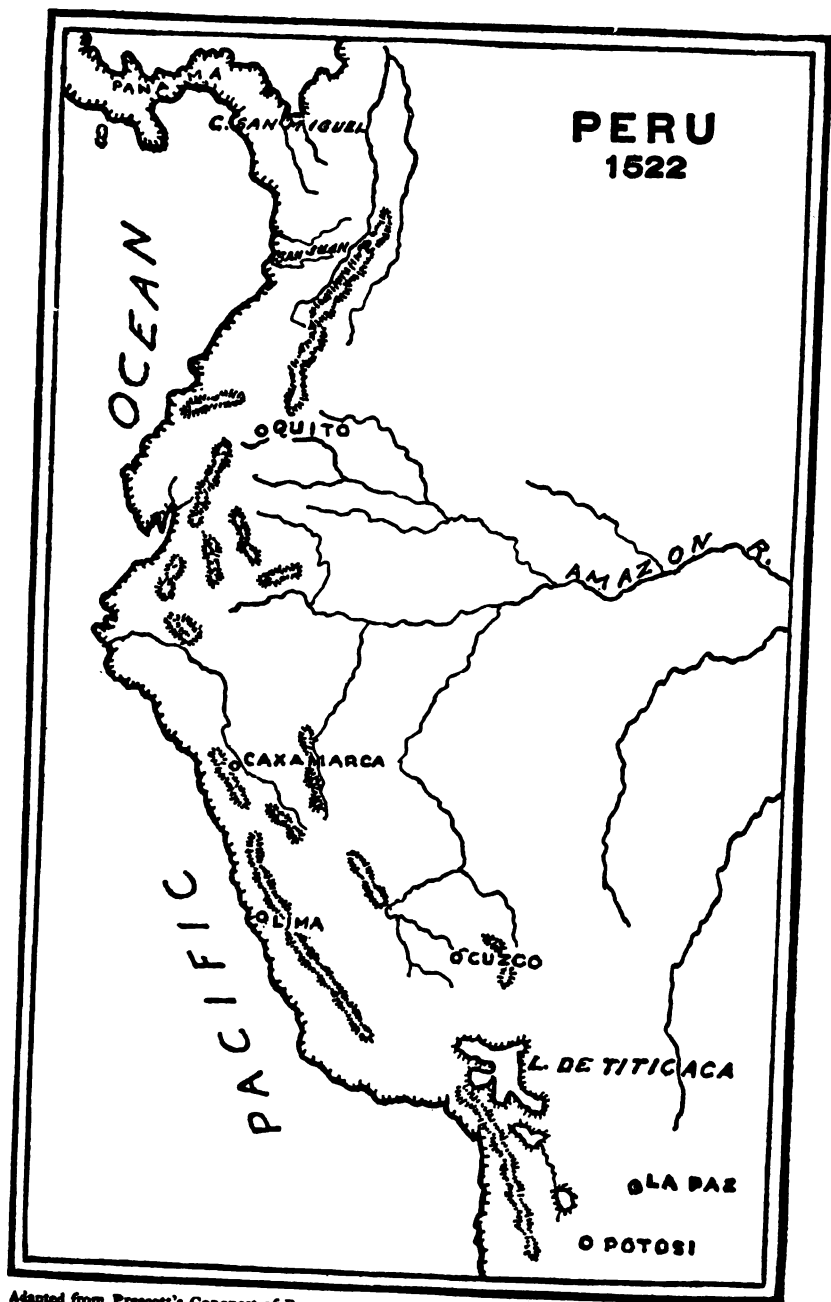 PANAMA
C. SAN MIGUEL
PERU
1522
SAN JUAN
OCEAN
QUITO
AMAZON R.
CAXAMARCA
LIMA
CUZCO
PACIFIC
L. DE TITICACA
LA PAZ
POTOSI
Adapted from Prescott's Conquest of